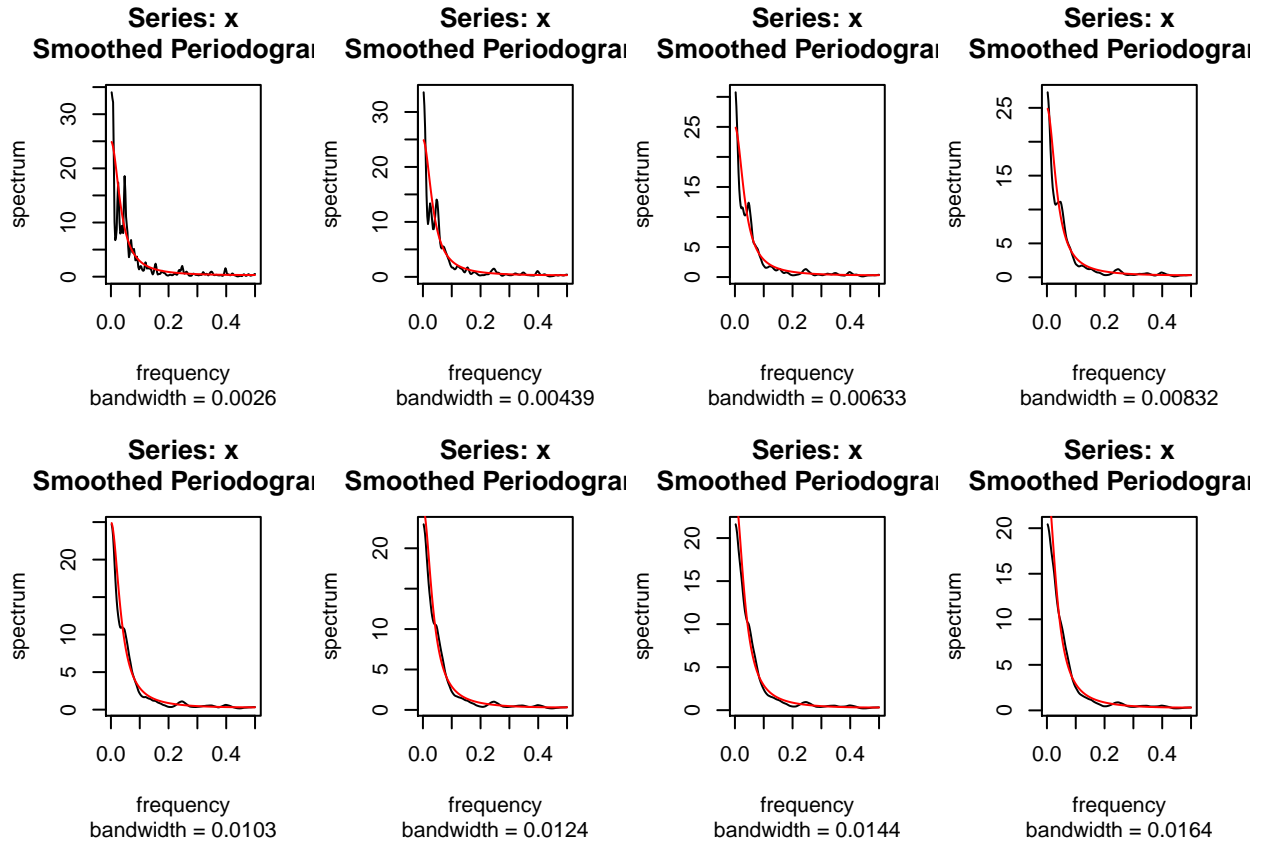 Series: x
Smoothed Periodogra
spectrum
30
20
10
0
0.0 0.2 0.4
frequency
bandwidth = 0.0026
Series: x
Smoothed Periodogra
spectrum
30
20
10
0
0.0 0.2 0.4
frequency
bandwidth = 0.00439
Series: x
Smoothed Periodogra
spectrum
25
15
5
0
0.0 0.2 0.4
frequency
bandwidth = 0.00633
Series: x
Smoothed Periodogra
spectrum
25
15
5
0
0.0 0.2 0.4
frequency
bandwidth = 0.00832
Series: x
Smoothed Periodogra
spectrum
20
10
5
0
0.0 0.2 0.4
frequency
bandwidth = 0.0103
Series: x
Smoothed Periodogra
spectrum
20
10
5
0
0.0 0.2 0.4
frequency
bandwidth = 0.0124
Series: x
Smoothed Periodogra
spectrum
20
15
10
5
0
0.0 0.2 0.4
frequency
bandwidth = 0.0144
Series: x
Smoothed Periodogra
spectrum
20
15
10
5
0
0.0 0.2 0.4
frequency
bandwidth = 0.0164